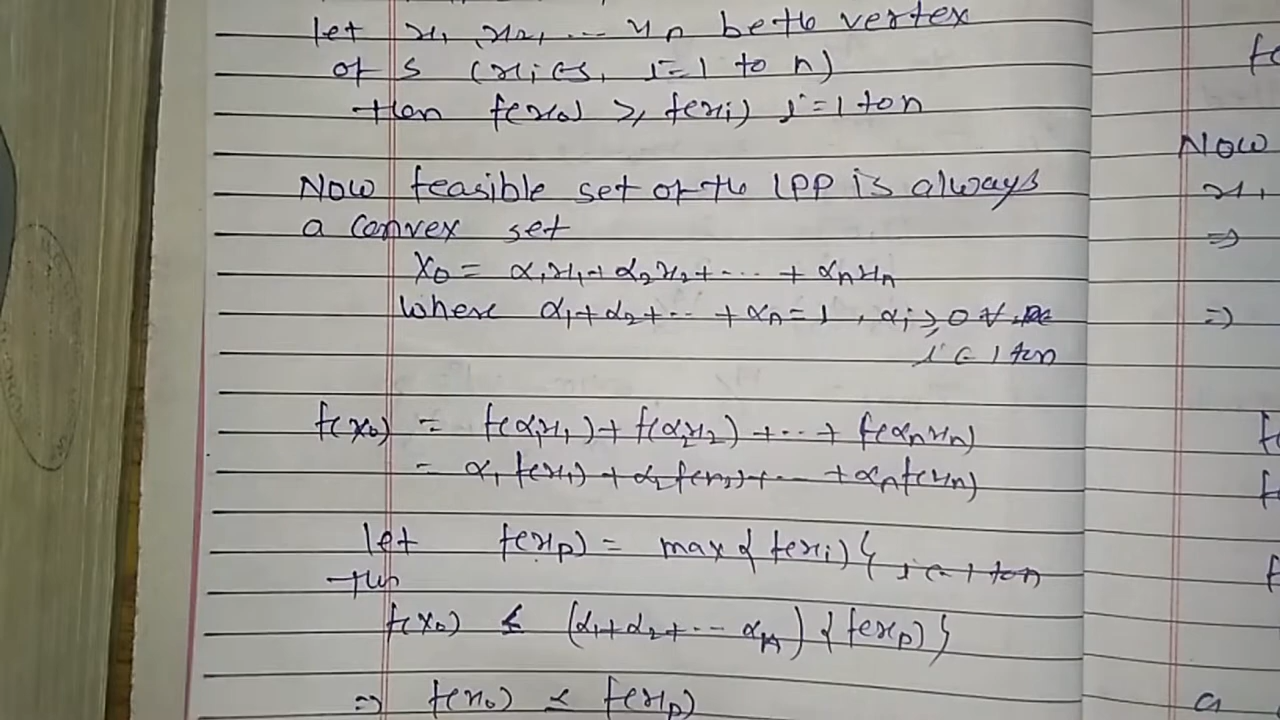 let x1, x2, ... xn be the vertex
of S (xi ∈ S, i=1 to n)
then f(x0) ≥ f(xi) i=1 to n
Now feasible set of the LPP is always
a convex set
X0 = α1x1 + α2x2 + ... + αnxn
Where α1+α2+ ... +αn = 1, αi ≥ 0 ∀
i = 1 to n
f(x0) = f(α1x1) + f(α2x2) + ... + f(αnxn)
= α1 f(x1) + α2 f(x2) + ... + αn f(xn)
let f(xp) = max { f(xi) } i = 1 to n
then
f(x0) ≤ (α1+α2+ ... αn) { f(xp) }
⇒ f(x0) ≤ f(xp)
Now
x1
⇒
⇒